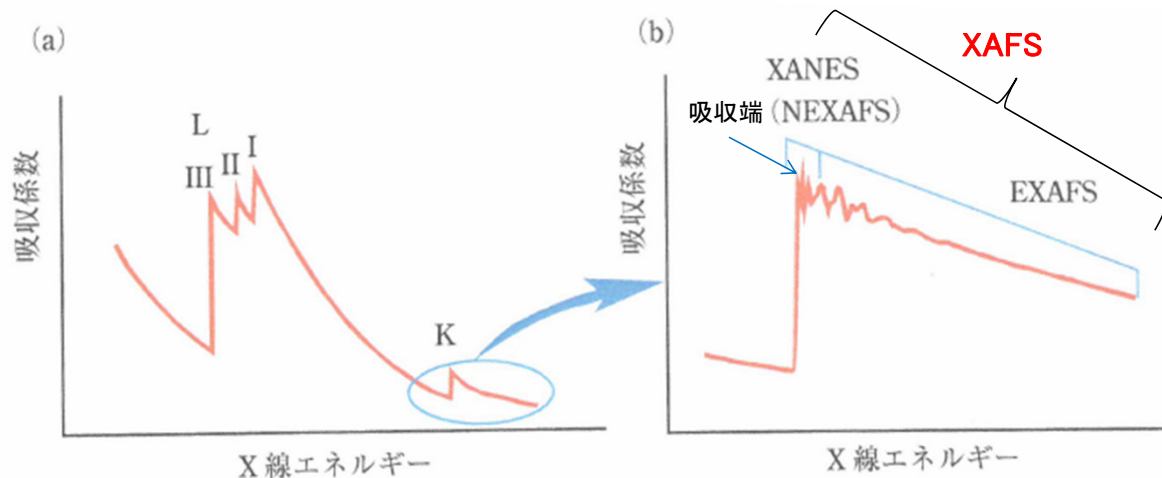 (a)
L
III
II
I
K
吸収係数
X 線エネルギー
(b)
XAFS
XANES
吸収端 (NEXAFS)
EXAFS
吸収係数
X 線エネルギー